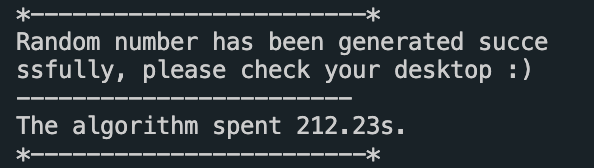 *------------------------*
Random number has been generated succe
ssfully, please check your desktop :)
------------------------
The algorithm spent 212.23s.
*------------------------*